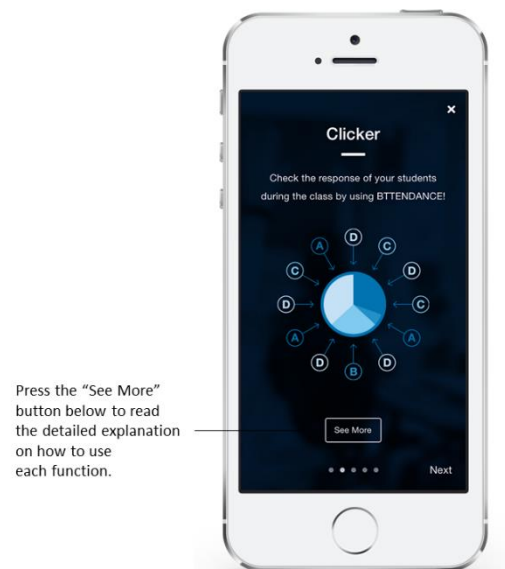 ×
Clicker
Check the response of your students
during the class by using BTTENDANCE!
D
A
C
C
D
D
C
A
A
D
D
B
Press the “See More”
button below to read
the detailed explanation
on how to use
each function.
See More
Next